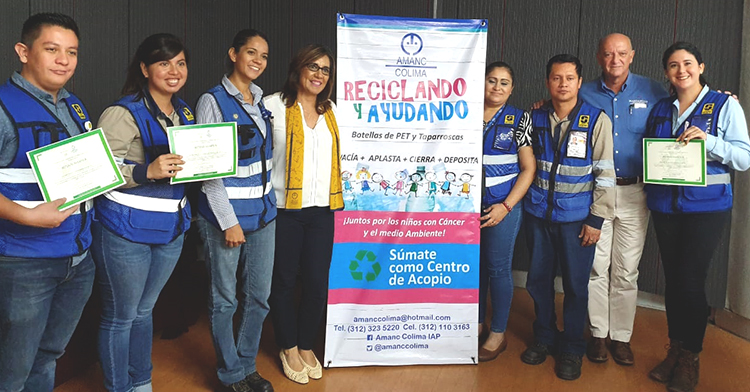 AMANC
COLIMA
RECICLANDO
Y AYUDANDO
Botellas de PET y Taparroscas
VACÍA + APLASTA + CIERRA + DEPOSITA
¡Juntos por los niños con Cáncer
y el medio Ambiente!
Súmate
como Centro
de Acopio
amanccolima@hotmail.com
Tel. (312) 323 5220 Cel. (312) 110 3163
Amanc Colima IAP
@amanccolima